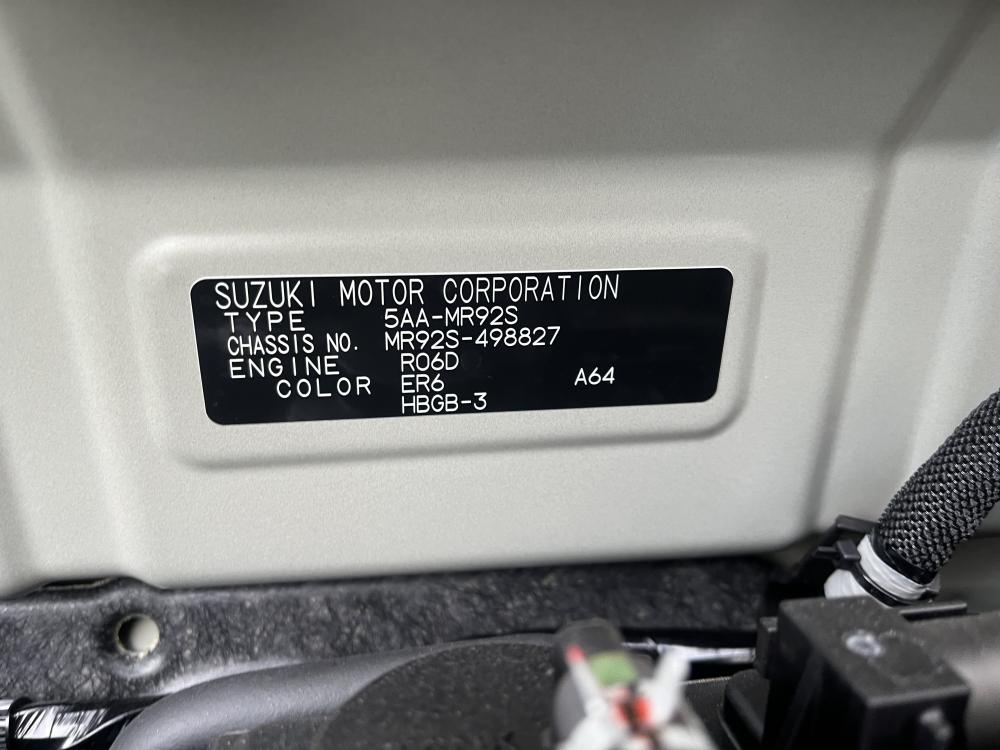 SUZUKI MOTOR CORPORATION
TYPE 5AA-MR92S
CHASSIS NO. MR92S-498827
ENGINE R06D
COLOR ER6 A64
HBGB-3